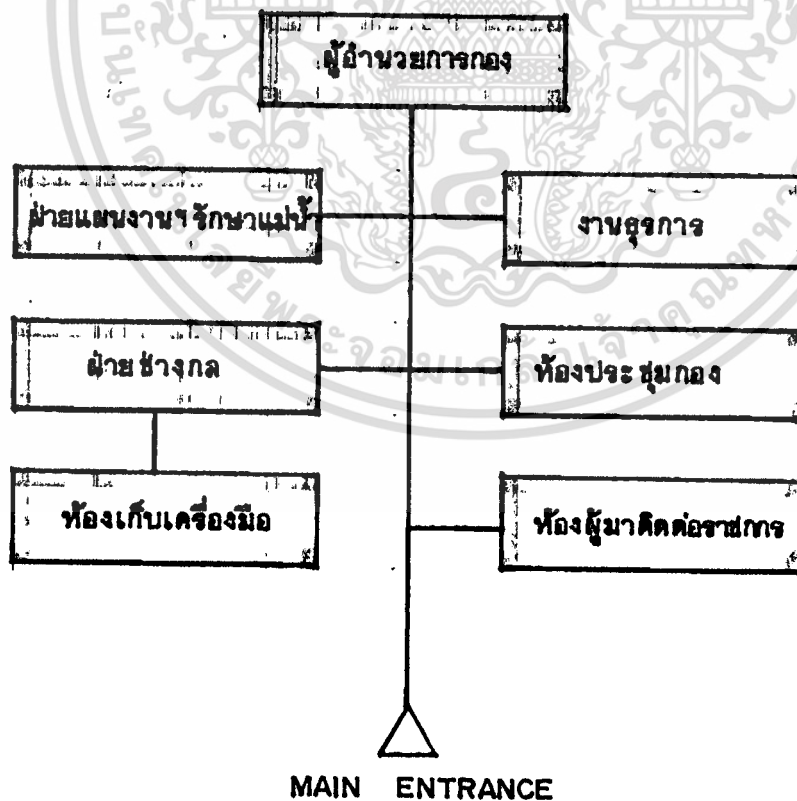 ผู้อำนวยการกอง
ฝ่ายแผนงานฯรักษาแม่น้ำ
งานธุรการ
ฝ่ายช่างกล
ห้องประชุมกอง
ห้องเก็บเครื่องมือ
ห้องผู้มาติดต่อราชการ
MAIN ENTRANCE